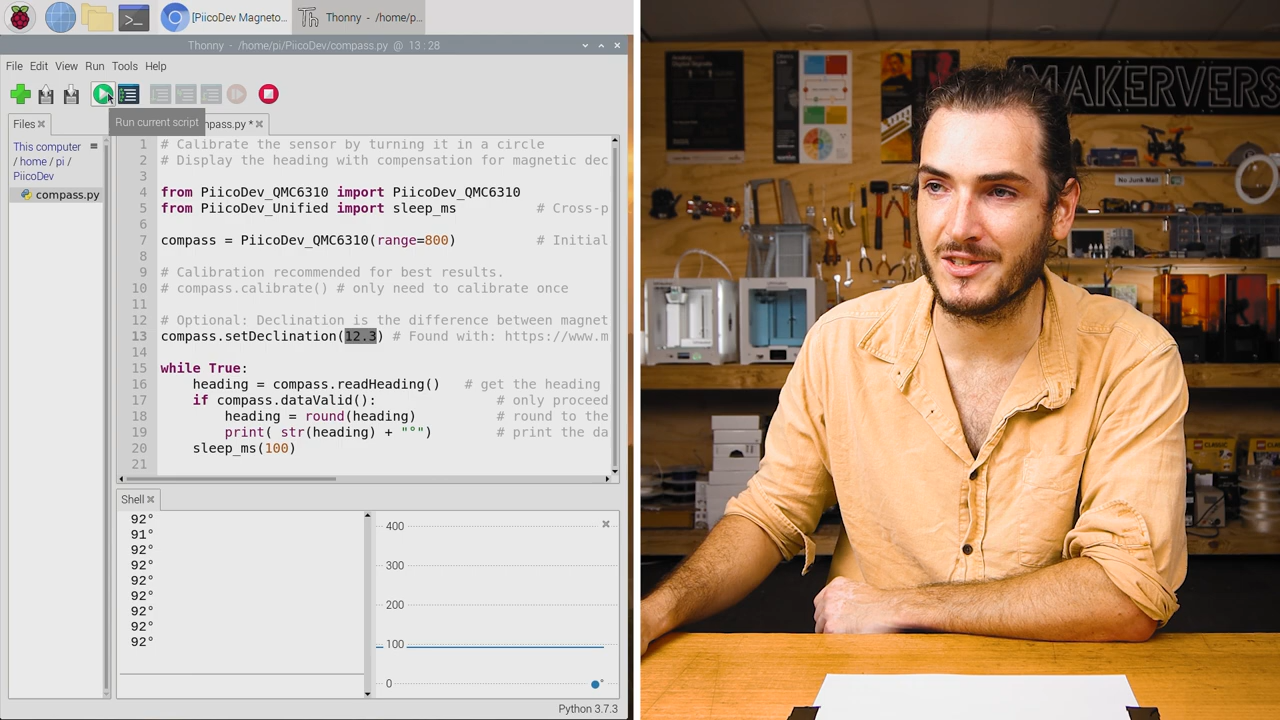 [PiicoDev Magneto...
Thonny - /home/p...
Thonny - /home/pi/PiicoDev/compass.py @ 13:28
File Edit View Run Tools Help
Run current script
Files
mpass.py *
This computer
/ home / pi /
PiicoDev
compass.py
1 # Calibrate the sensor by turning it in a circle
2 # Display the heading with compensation for magnetic dec
3
4 from PiicoDev_QMC6310 import PiicoDev_QMC6310
5 from PiicoDev_Unified import sleep_ms # Cross-p
6
7 compass = PiicoDev_QMC6310(range=800) # Initial
8
9 # Calibration recommended for best results.
10 # compass.calibrate() # only need to calibrate once
11
12 # Optional: Declination is the difference between magnet
13 compass.setDeclination(12.3) # Found with: https://www.m
14
15 while True:
16 heading = compass.readHeading() # get the heading
17 if compass.dataValid(): # only proceed
18 heading = round(heading) # round to the
19 print( str(heading) + "°") # print the da
20 sleep_ms(100)
21
Shell
92°
91°
92°
92°
92°
92°
92°
92°
92°
400
300
200
100
0
°
Python 3.7.3
MAKERVERS
No Junk Mail
CLASSIC